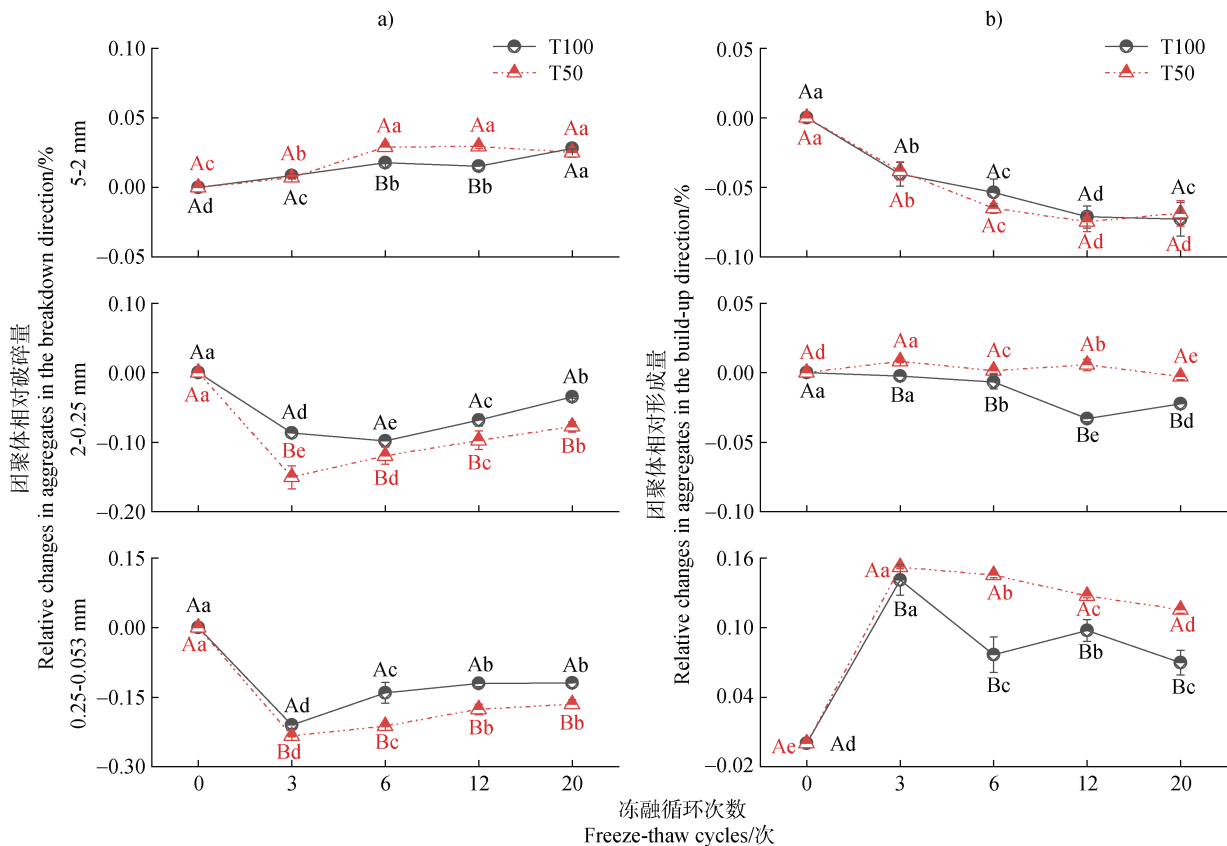 a)
T100
T50
0.10
0.05
0.00
–0.05
5-2 mm
Ac
Ab
Aa
Aa
Aa
Ad
Ac
Bb
Bb
Aa
0.10
0.00
–0.10
–0.20
2-0.25 mm
Aa
Ad
Ae
Ac
Ab
Aa
Be
Bd
Bc
Bb
0.15
0.00
–0.15
–0.30
0.25-0.053 mm
Aa
Ad
Ac
Ab
Ab
Aa
Bd
Bc
Bb
Bb
0
3
6
12
20
团聚体相对破碎量
Relative changes in aggregates in the breakdown direction/%
b)
T100
T50
0.05
0.00
–0.05
–0.10
Aa
Ab
Ac
Ad
Ac
Aa
Ab
Ac
Ad
Ad
0.05
0.00
–0.05
–0.10
Ad
Aa
Ac
Ab
Ae
Aa
Ba
Bb
Be
Bd
0.16
0.10
0.04
–0.02
Aa
Ab
Ac
Ad
Ba
Bc
Bb
Bc
Ae
Ad
0
3
6
12
20
团聚体相对形成量
Relative changes in aggregates in the build-up direction/%
冻融循环次数
Freeze-thaw cycles/次